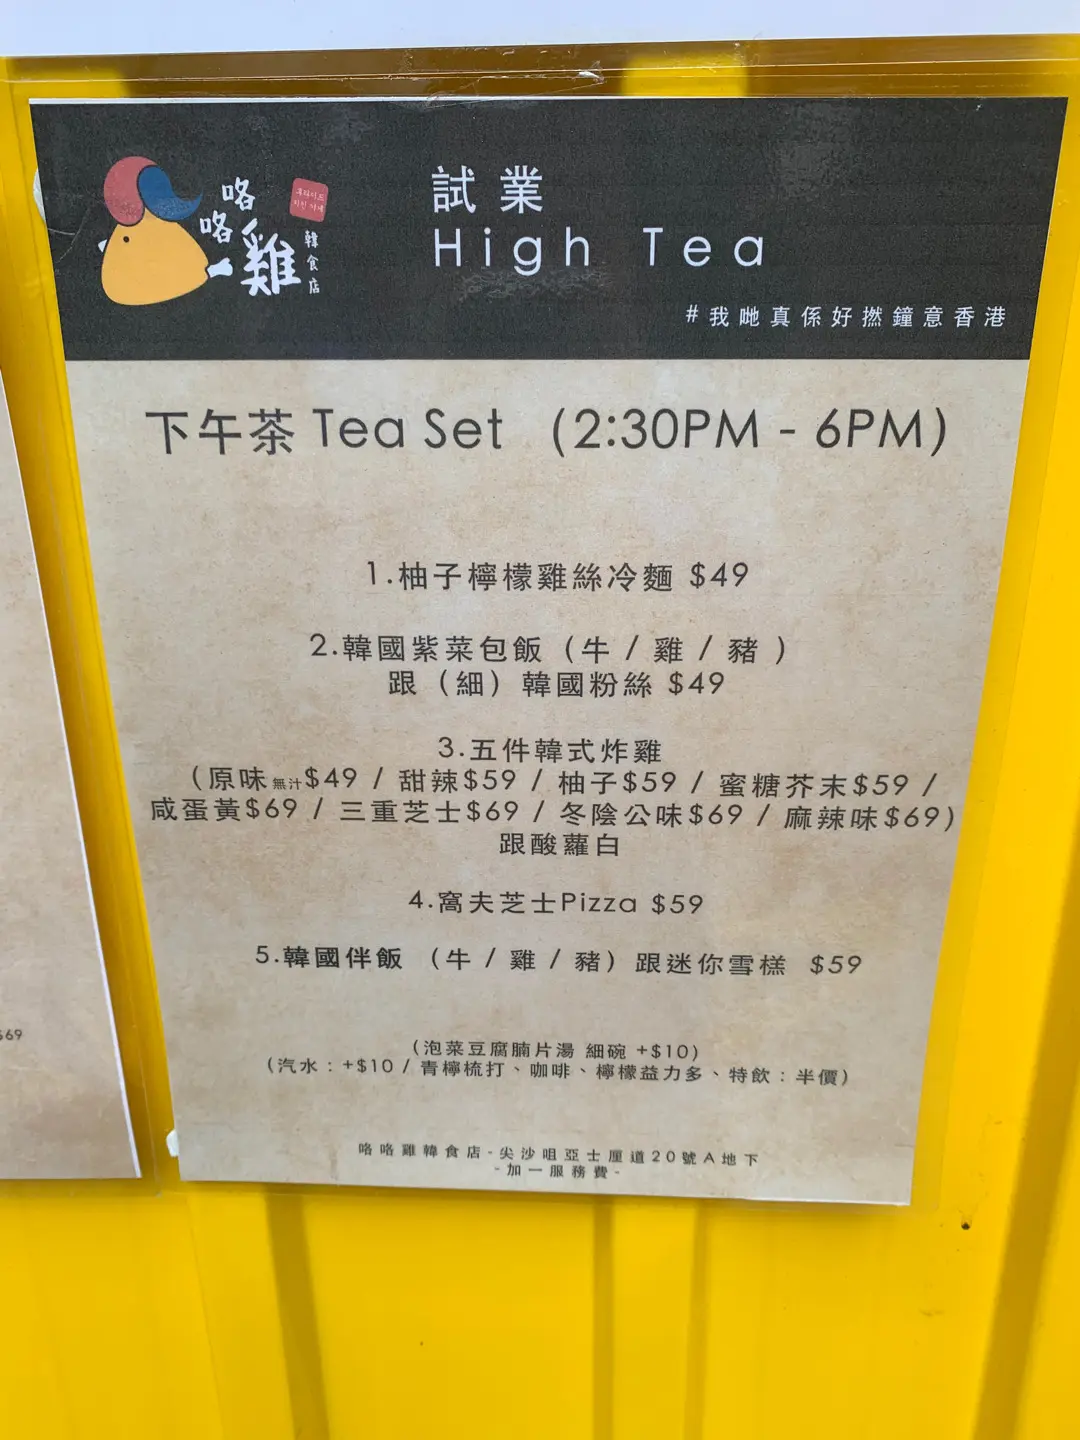 咯
咯
雞
韓食店
試業
High Tea
#我哋真係好撚鐘意香港
下午茶 Tea Set (2:30PM - 6PM)
1.柚子檸檬雞絲冷麵 $49
2.韓國紫菜包飯（牛 / 雞 / 豬 ）
跟（細）韓國粉絲 $49
3.五件韓式炸雞
（原味無汁$49 / 甜辣$59 / 柚子$59 / 蜜糖芥末$59 /
咸蛋黃$69 / 三重芝士$69 / 冬陰公味$69 / 麻辣味$69）
跟酸蘿白
4.窩夫芝士Pizza $59
5.韓國伴飯 （牛 / 雞 / 豬）跟迷你雪糕 $59
（泡菜豆腐腩片湯 細碗 +$10）
（汽水：+$10 / 青檸梳打、咖啡、檸檬益力多、特飲：半價）
咯咯雞韓食店-尖沙咀亞士厘道20號A地下
-加一服務費-
$69